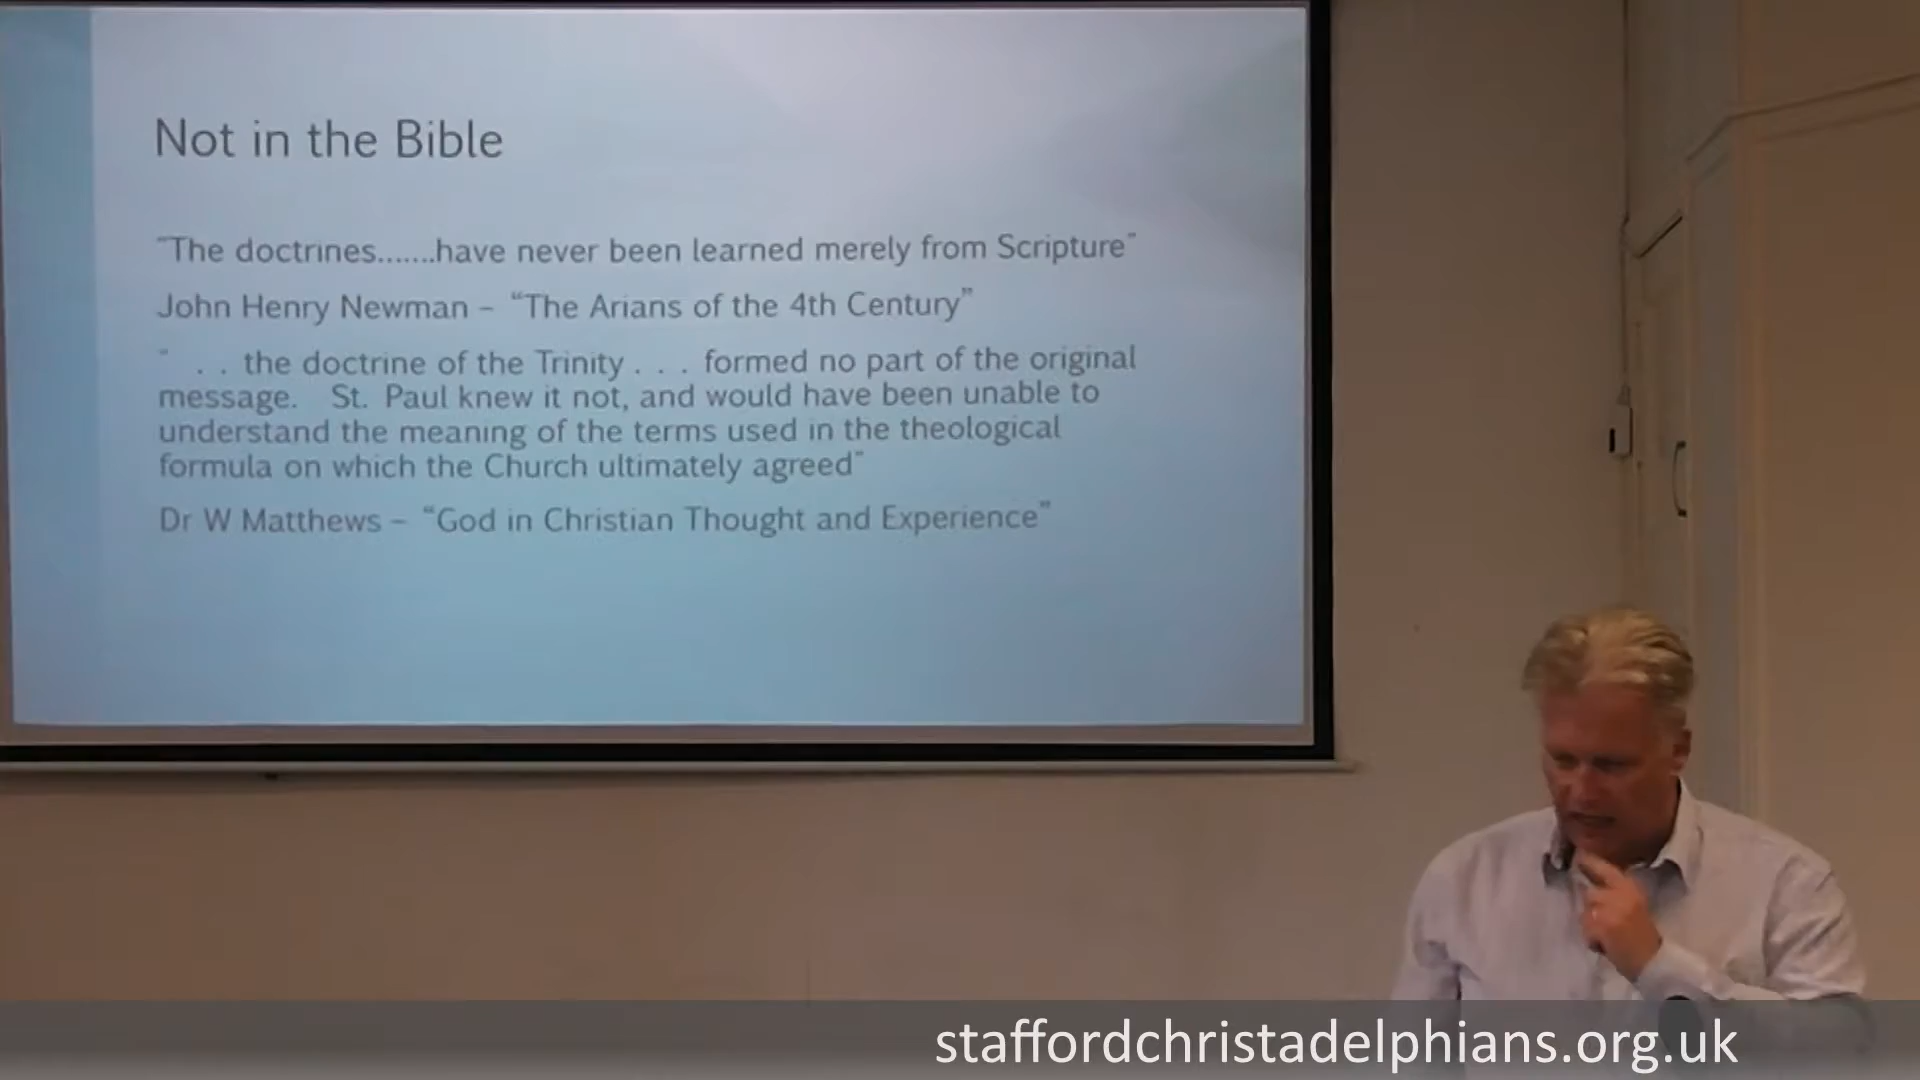 Not in the Bible
"The doctrines.......have never been learned merely from Scripture"
John Henry Newman – "The Arians of the 4th Century"
" . . the doctrine of the Trinity . . . formed no part of the original
message. St. Paul knew it not, and would have been unable to
understand the meaning of the terms used in the theological
formula on which the Church ultimately agreed"
Dr W Matthews – "God in Christian Thought and Experience"
staffordchristadelphians.org.uk